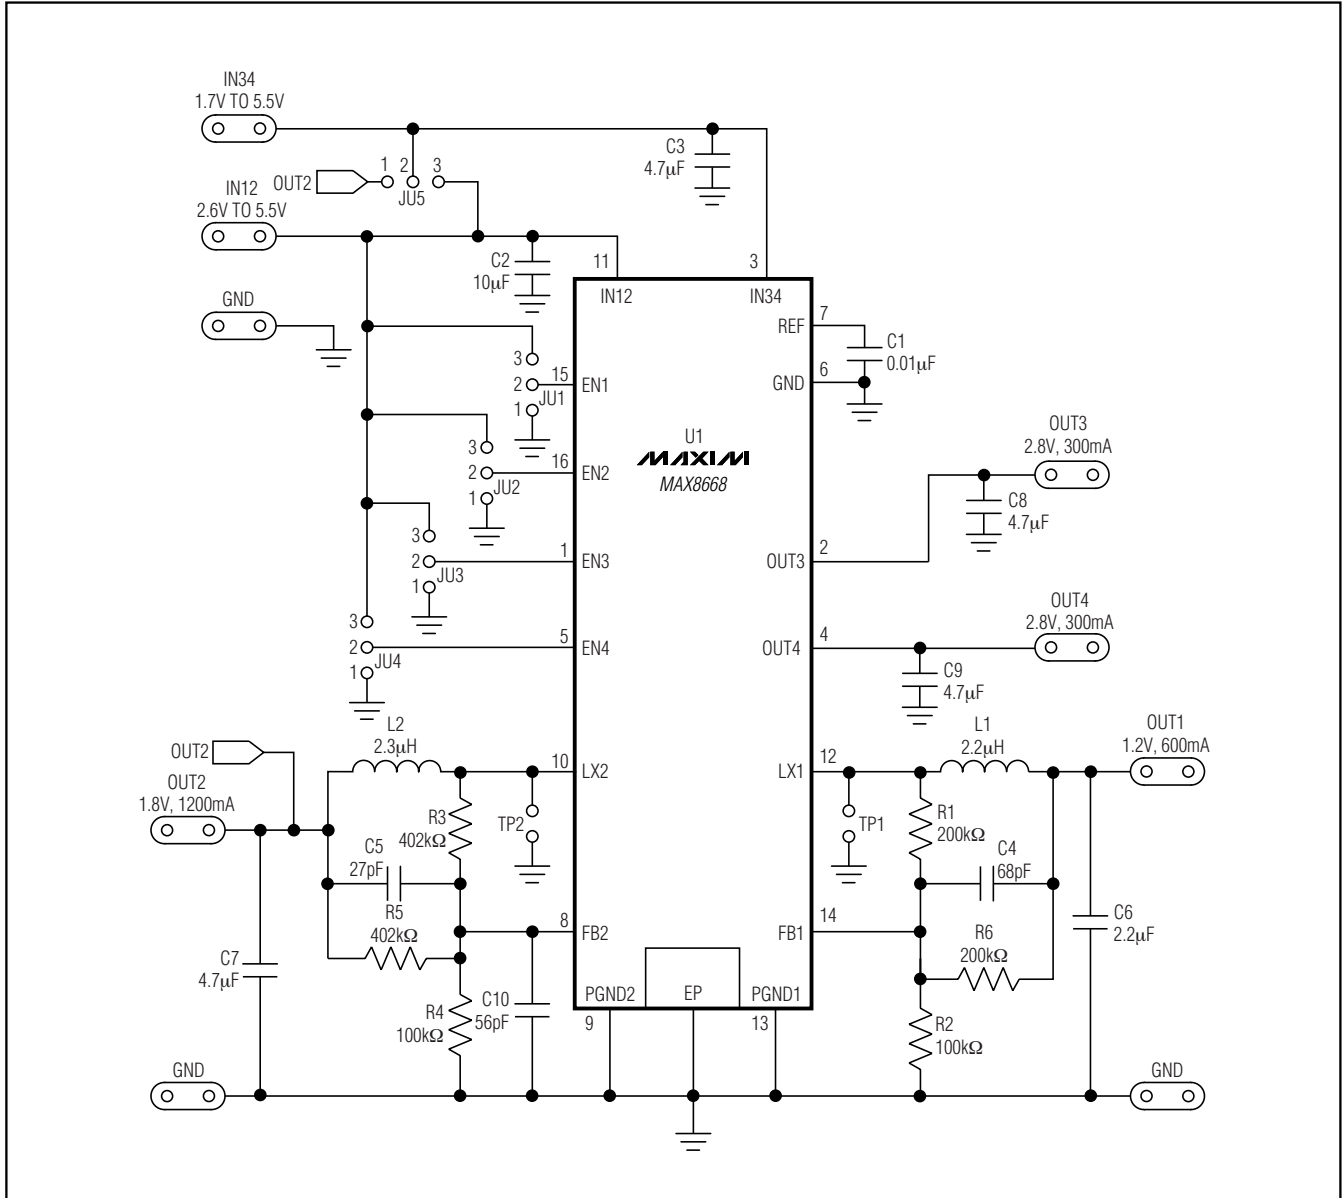 IN34
1.7V TO 5.5V
C3
4.7µF
1 2 3
OUT2
JU5
IN12
2.6V TO 5.5V
C2
10µF
11
3
IN12
IN34
GND
7
REF
C1
0.01µF
6
GND
3
2
1
JU1
15
EN1
U1
MAXIM
MAX8668
OUT3
2.8V, 300mA
3
2
1
JU2
16
EN2
C8
4.7µF
3
2
1
JU3
1
EN3
2
OUT3
OUT4
2.8V, 300mA
3
2
1
JU4
5
EN4
4
OUT4
C9
4.7µF
L2
2.3µH
OUT2
OUT2
1.8V, 1200mA
10
LX2
12
LX1
L1
2.2µH
OUT1
1.2V, 600mA
R3
402kΩ
TP2
TP1
R1
200kΩ
C5
27pF
C4
68pF
R5
402kΩ
8
FB2
14
FB1
R6
200kΩ
C6
2.2µF
C7
4.7µF
R4
100kΩ
C10
56pF
PGND2
EP
PGND1
9
13
R2
100kΩ
GND
GND